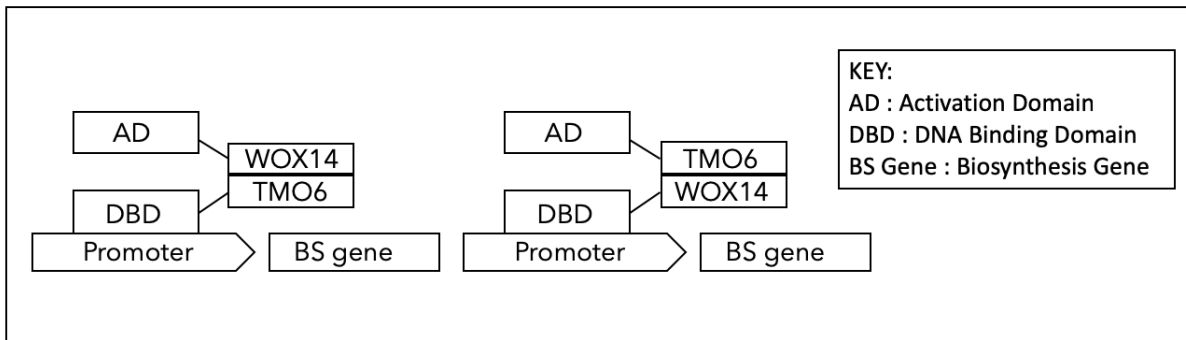 AD
WOX14
TMO6
DBD
Promoter
BS gene
AD
TMO6
WOX14
DBD
Promoter
BS gene
KEY:
AD : Activation Domain
DBD : DNA Binding Domain
BS Gene : Biosynthesis Gene